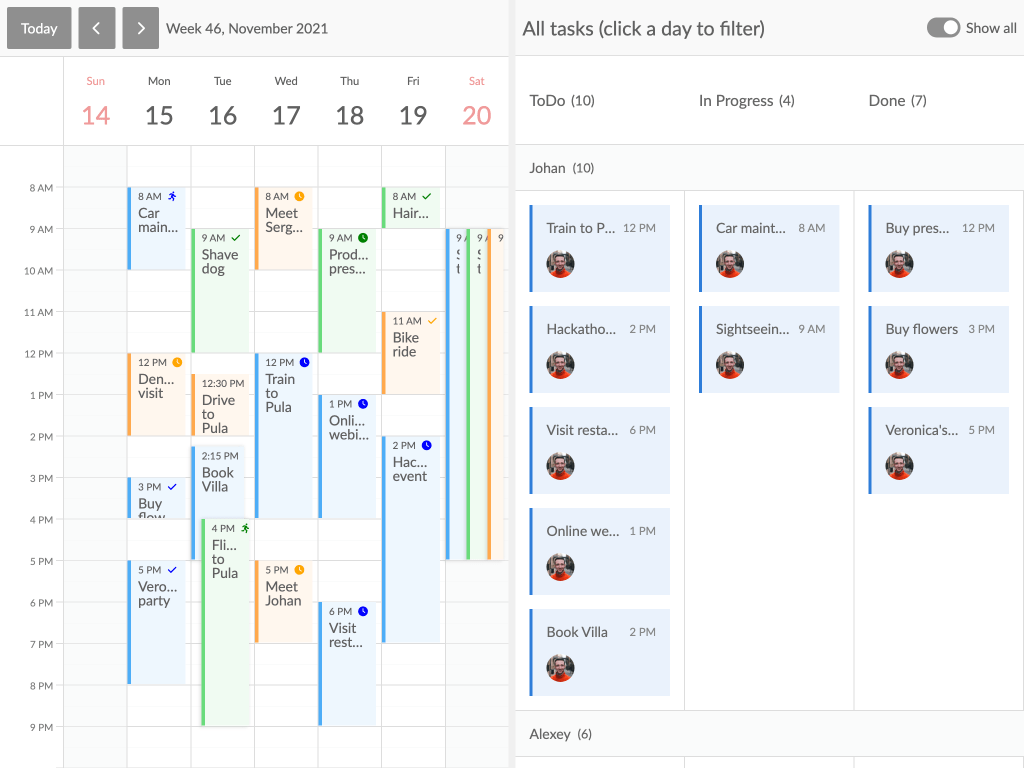 Today
Week 46, November 2021
Sun
Mon
Tue
Wed
Thu
Fri
Sat
14
15
16
17
18
19
20
8 AM
9 AM
10 AM
11 AM
12 PM
1 PM
2 PM
3 PM
4 PM
5 PM
6 PM
7 PM
8 PM
9 PM
8 AM
Car
main...
12 PM
Den...
visit
3 PM
Buy
flow...
5 PM
Vero...
party
9 AM
Shave
dog
12:30 PM
Drive
to
Pula
2:15 PM
Book
Villa
4 PM
Fli...
to
Pula
8 AM
Meet
Serg...
12 PM
Train
to
Pula
5 PM
Meet
Johan
9 AM
Prod...
pres...
1 PM
Onli...
webi...
6 PM
Visit
rest...
8 AM
Hair...
11 AM
Bike
ride
2 PM
Hac...
event
9
9
9
All tasks (click a day to filter)
Show all
ToDo (10)
In Progress (4)
Done (7)
Johan (10)
Train to P... 12 PM
Hackatho... 2 PM
Visit resta... 6 PM
Online we... 1 PM
Book Villa 2 PM
Car maint... 8 AM
Sightseein... 9 AM
Buy pres... 12 PM
Buy flowers 3 PM
Veronica's... 5 PM
Alexey (6)